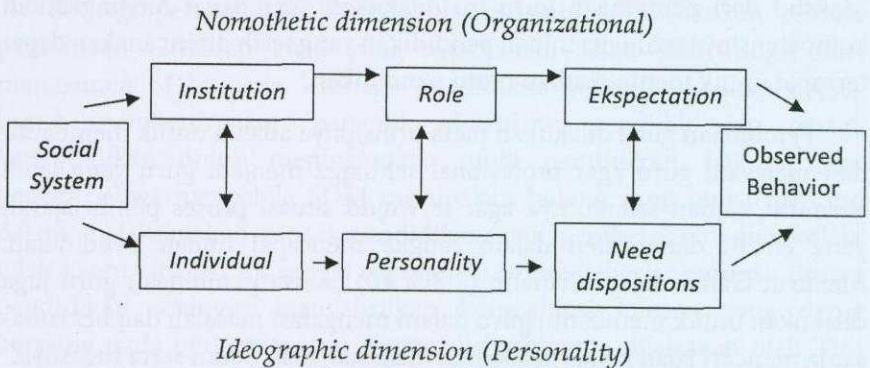 Nomothetic dimension (Organizational)
Institution
Role
Ekspectation
Social
System
Observed
Behavior
Individual
Personality
Need
dispositions
Ideographic dimension (Personality)